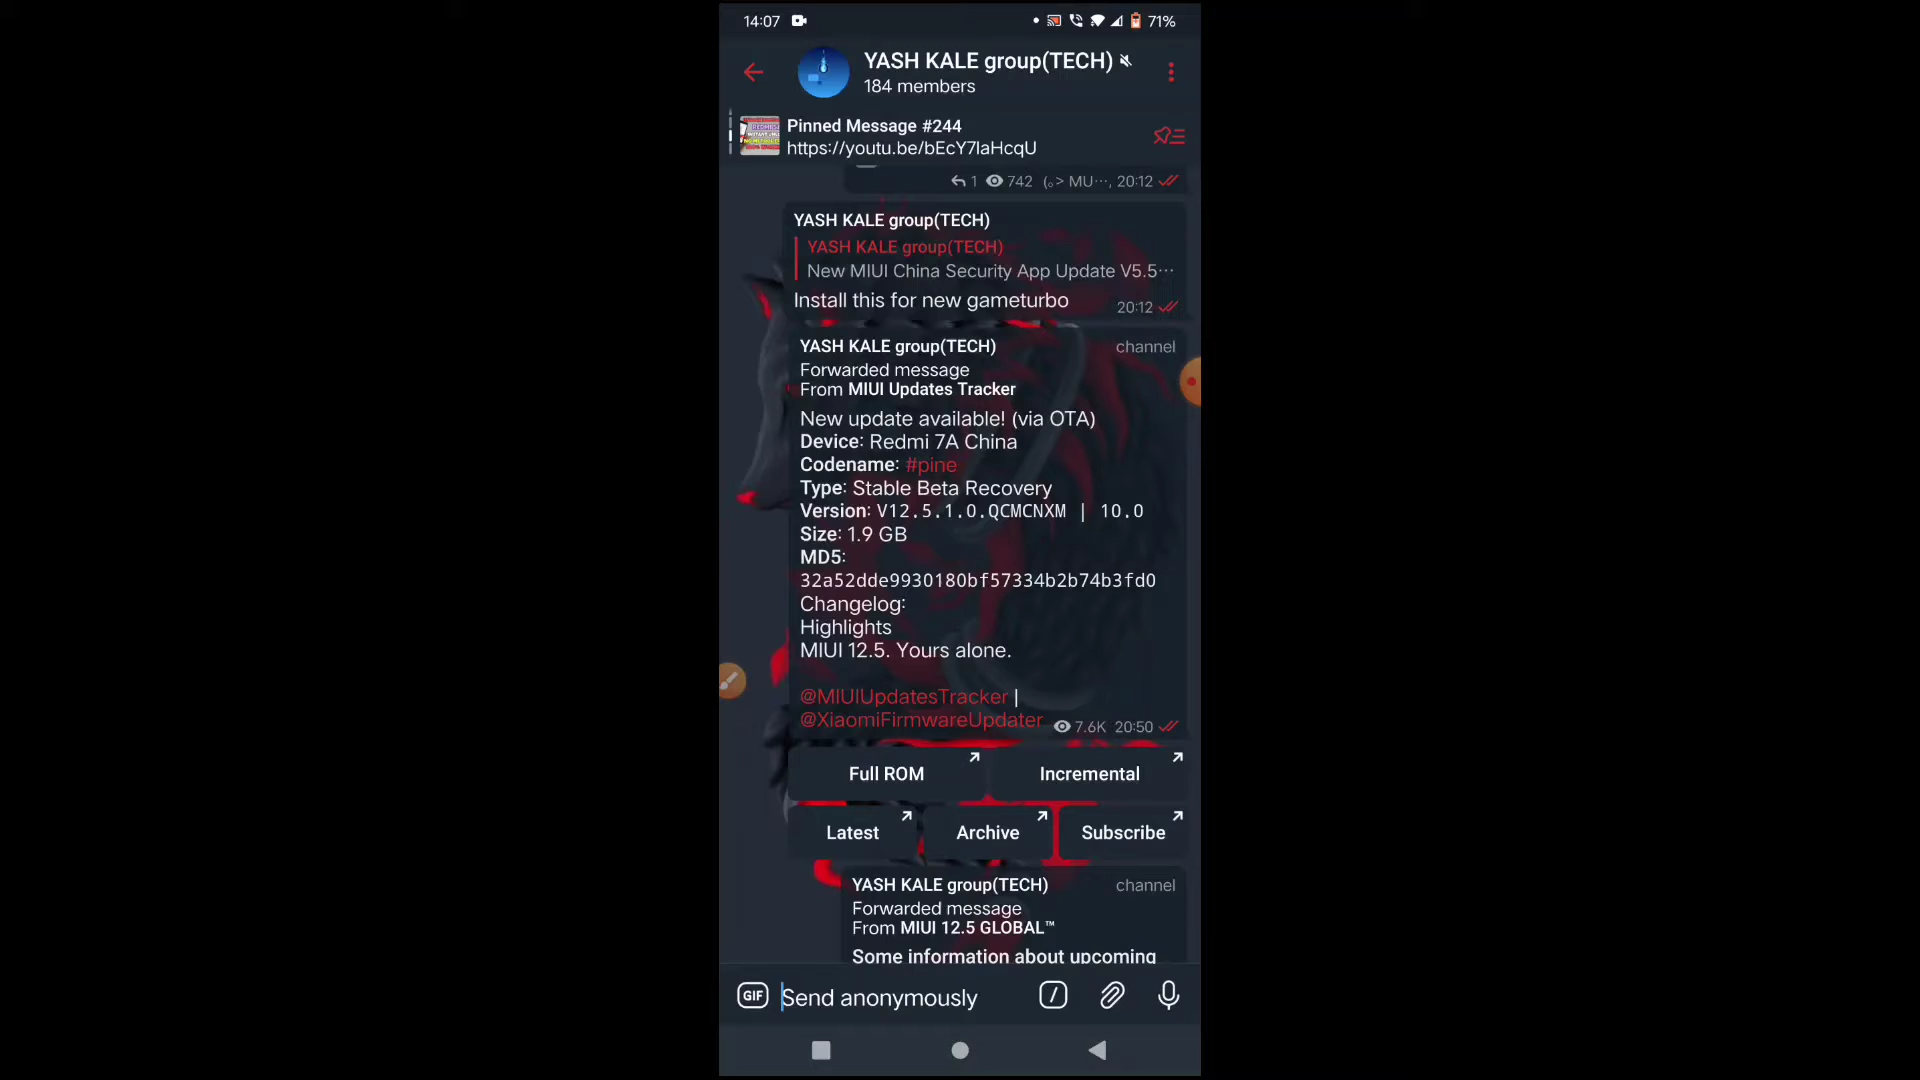 14:07 71%
YASH KALE group(TECH)
184 members
Pinned Message #244
https://youtu.be/bEcY7laHcqU
1 742 (。> MU···, 20:12
YASH KALE group(TECH)
YASH KALE group(TECH)
New MIUI China Security App Update V5.5···
Install this for new gameturbo
20:12
YASH KALE group(TECH) channel
Forwarded message
From MIUI Updates Tracker
New update available! (via OTA)
Device: Redmi 7A China
Codename: #pine
Type: Stable Beta Recovery
Version: V12.5.1.0.QCMCNXM | 10.0
Size: 1.9 GB
MD5:
32a52dde9930180bf57334b2b74b3fd0
Changelog:
Highlights
MIUI 12.5. Yours alone.
@MIUIUpdatesTracker |
@XiaomiFirmwareUpdater 7.6K 20:50
Full ROM Incremental
Latest Archive Subscribe
YASH KALE group(TECH) channel
Forwarded message
From MIUI 12.5 GLOBAL™
Some information about upcoming
GIF Send anonymously /